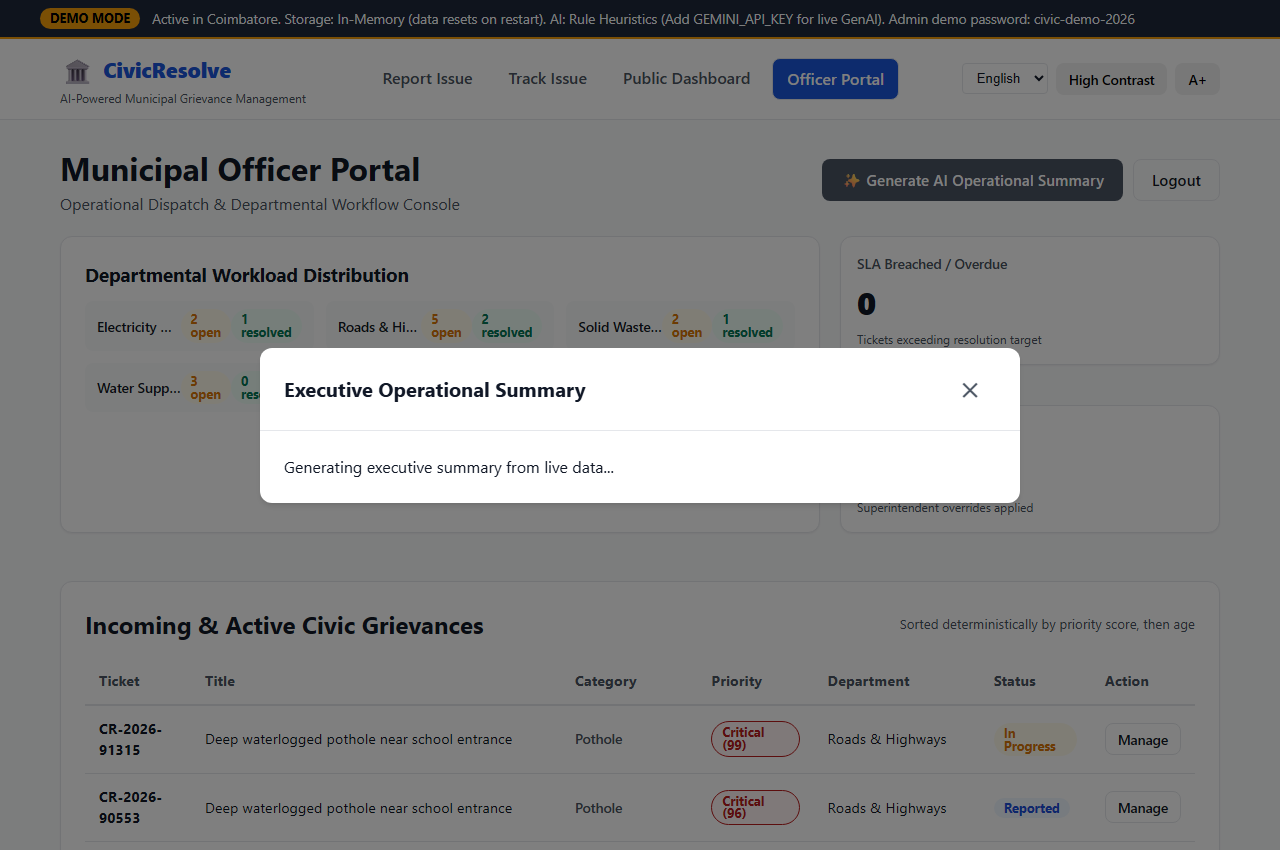 DEMO MODE Active in Coimbatore. Storage: In-Memory (data resets on restart). AI: Rule Heuristics (Add GEMINI_API_KEY for live GenAI). Admin demo password: civic-demo-2026
CivicResolve
AI-Powered Municipal Grievance Management
Report Issue Track Issue Public Dashboard Officer Portal English High Contrast A+
Municipal Officer Portal
Operational Dispatch & Departmental Workflow Console
✨ Generate AI Operational Summary Logout
Departmental Workload Distribution
Electricity ... 2 open 1 resolved
Roads & Hi... 5 open 2 resolved
Solid Waste... 2 open 1 resolved
Water Supp... 3 open 0
SLA Breached / Overdue
0
Tickets exceeding resolution target
Executive Operational Summary
Generating executive summary from live data...
Superintendent overrides applied
Incoming & Active Civic Grievances
Sorted deterministically by priority score, then age
Ticket Title Category Priority Department Status Action
CR-2026-91315 Deep waterlogged pothole near school entrance Pothole Critical (99) Roads & Highways In Progress Manage
CR-2026-90553 Deep waterlogged pothole near school entrance Pothole Critical (96) Roads & Highways Reported Manage